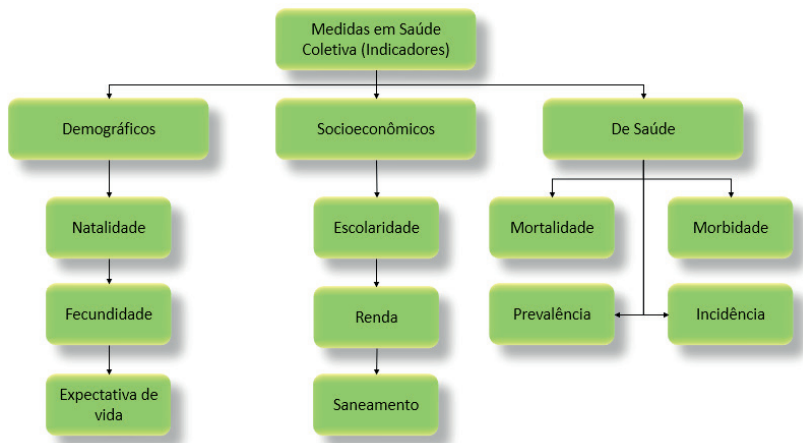 Medidas em Saúde
Coletiva (Indicadores)
Demográficos
Socioeconômicos
De Saúde
Natalidade
Escolaridade
Mortalidade
Morbidade
Fecundidade
Renda
Prevalência
Incidência
Expectativa de
vida
Saneamento